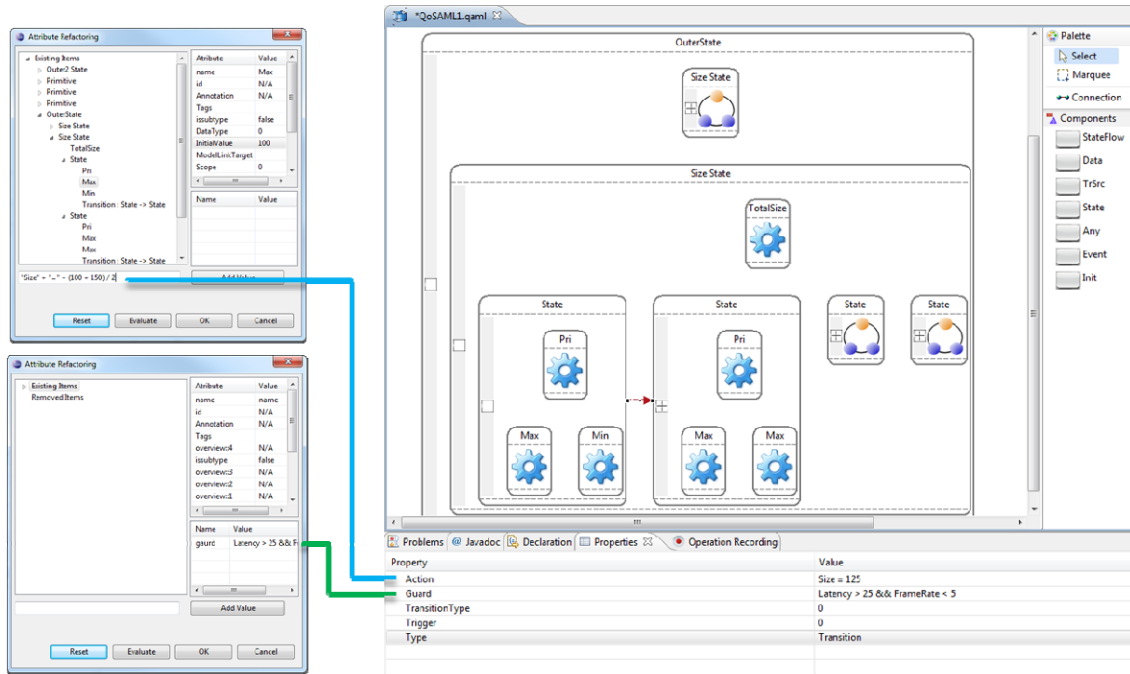 Attribute Refactoring
Existing Items
Outer2 State
Primitive
Primitive
Primitive
OuterState
Size State
Size State
TotalSize
State
Pri
Max
Min
Transition: State -> State
State
Pri
Max
Max
Transition: State -> State
Attribute Value
name Max
id N/A
Annotation N/A
Tags
issubtype false
DataType 0
InitialValue 100
ModelLinkTarget
Scope 0
Name Value
(100 + 150) / 2
Add Value
Reset Evaluate OK Cancel
Attribute Refactoring
Existing Items
RemovedItems
Attribute Value
name name
id N/A
Annotation N/A
Tags
overview:4 N/A
issubtype false
overview:3 N/A
overview:2 N/A
overview:1 N/A
Name Value
gaurd Latency > 25 && F
Add Value
Reset Evaluate OK Cancel
*QoSAML1.qaml
OuterState
Size State
Size State
TotalSize
State State State State
Pri Pri
Max Min Max Max
Palette
Select
Marquee
Connection
Components
StateFlow
Data
TrSrc
State
Any
Event
Init
Problems @ Javadoc Declaration Properties Operation Recording
Property Value
Action Size = 125
Guard Latency > 25 && FrameRate < 5
TransitionType 0
Trigger 0
Type Transition